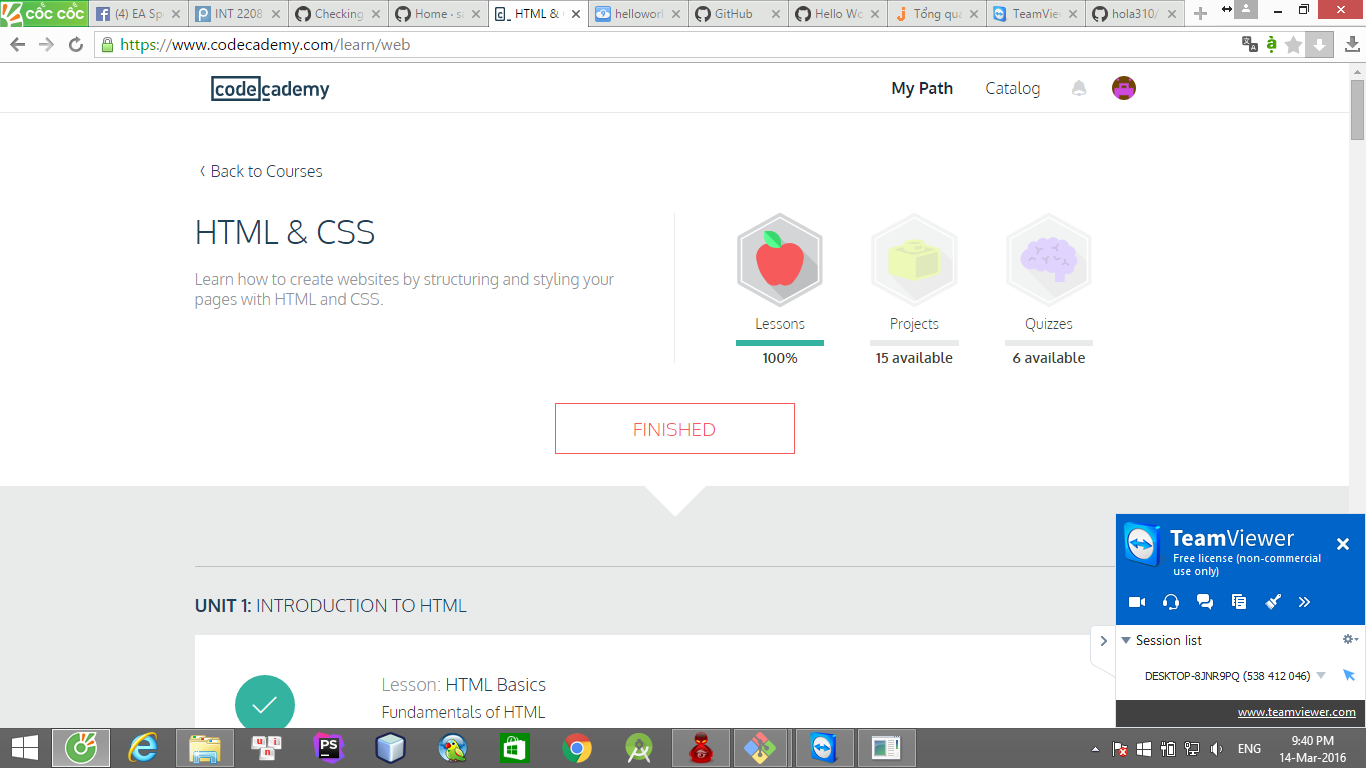 cốc cốc
(4) EA Sp
INT 2208
Checking
Home - s
HTML &
hellowor
GitHub
Hello Wo
Tổng qua
TeamView
hola310/
https://www.codecademy.com/learn/web
codecademy
My Path
Catalog
Back to Courses
HTML & CSS
Learn how to create websites by structuring and styling your
pages with HTML and CSS.
Lessons
Projects
Quizzes
100%
15 available
6 available
FINISHED
UNIT 1: INTRODUCTION TO HTML
Lesson: HTML Basics
Fundamentals of HTML
TeamViewer
Free license (non-commercial
use only)
Session list
DESKTOP-8JNR9PQ (538 412 046)
www.teamviewer.com
PS
ENG
9:40 PM
14-Mar-2016